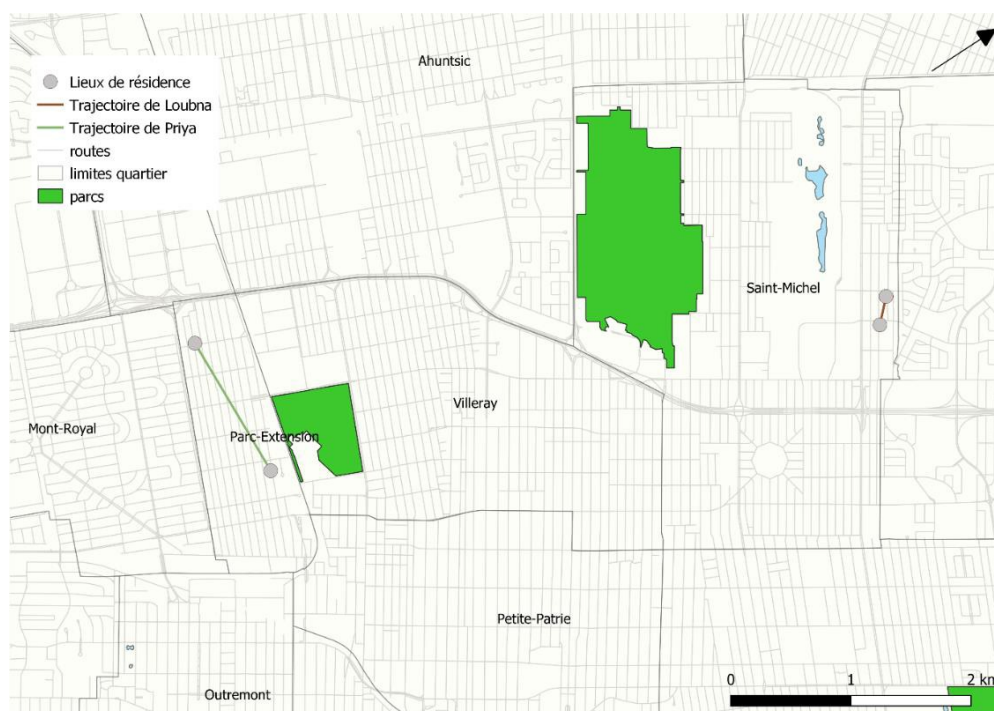 Ahuntsic
Lieux de résidence
Trajectoire de Loubna
Trajectoire de Priya
routes
limites quartier
parcs
Saint-Michel
Mont-Royal
Villeray
Parc-Extension
Petite-Patrie
Outremont
0 1 2 km